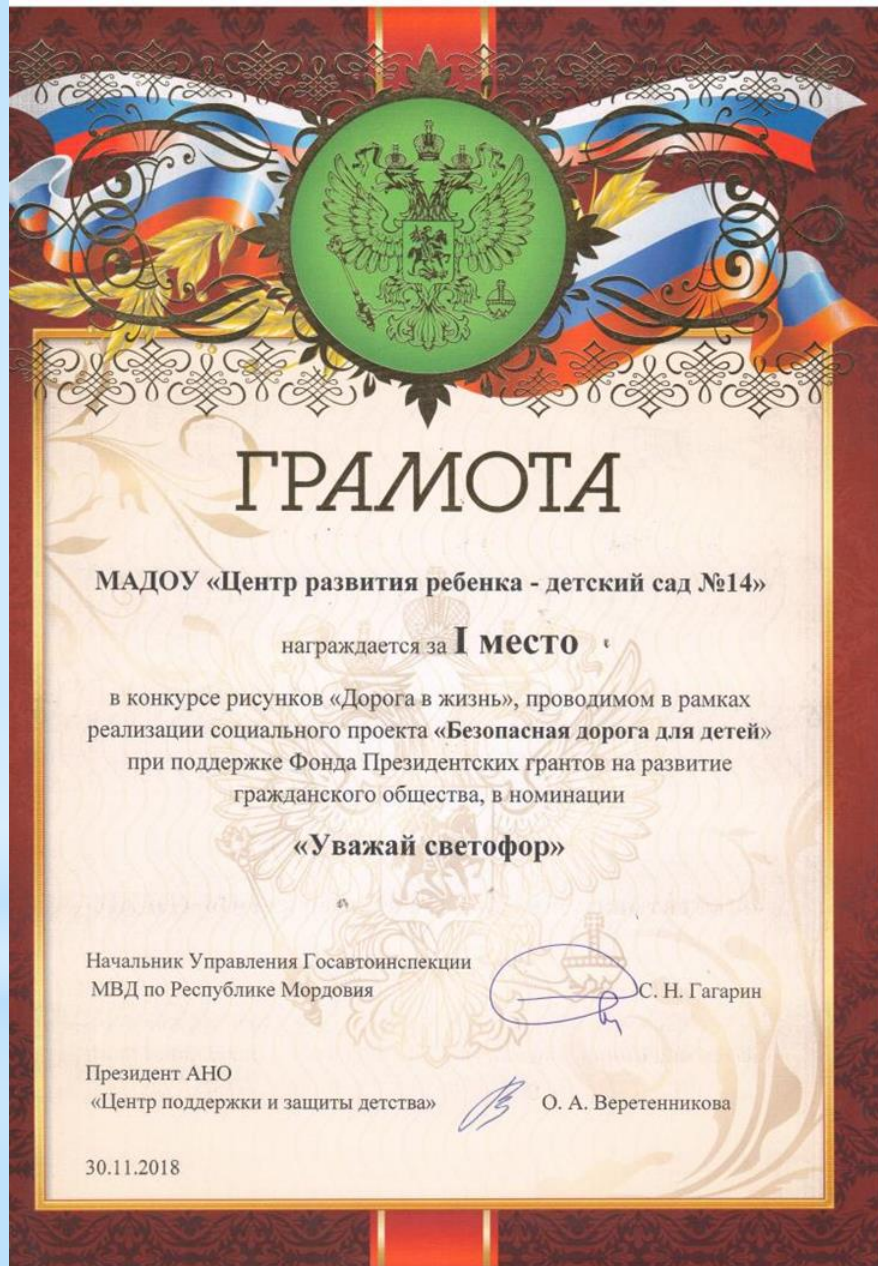 ГРАМОТА
МАДОУ «Центр развития ребенка - детский сад №14»
награждается за I место
в конкурсе рисунков «Дорога в жизнь», проводимом в рамках
реализации социального проекта «Безопасная дорога для детей»
при поддержке Фонда Президентских грантов на развитие
гражданского общества, в номинации
«Уважай светофор»
Начальник Управления Госавтоинспекции
МВД по Республике Мордовия С. Н. Гагарин
Президент АНО
«Центр поддержки и защиты детства» О. А. Веретенникова
30.11.2018